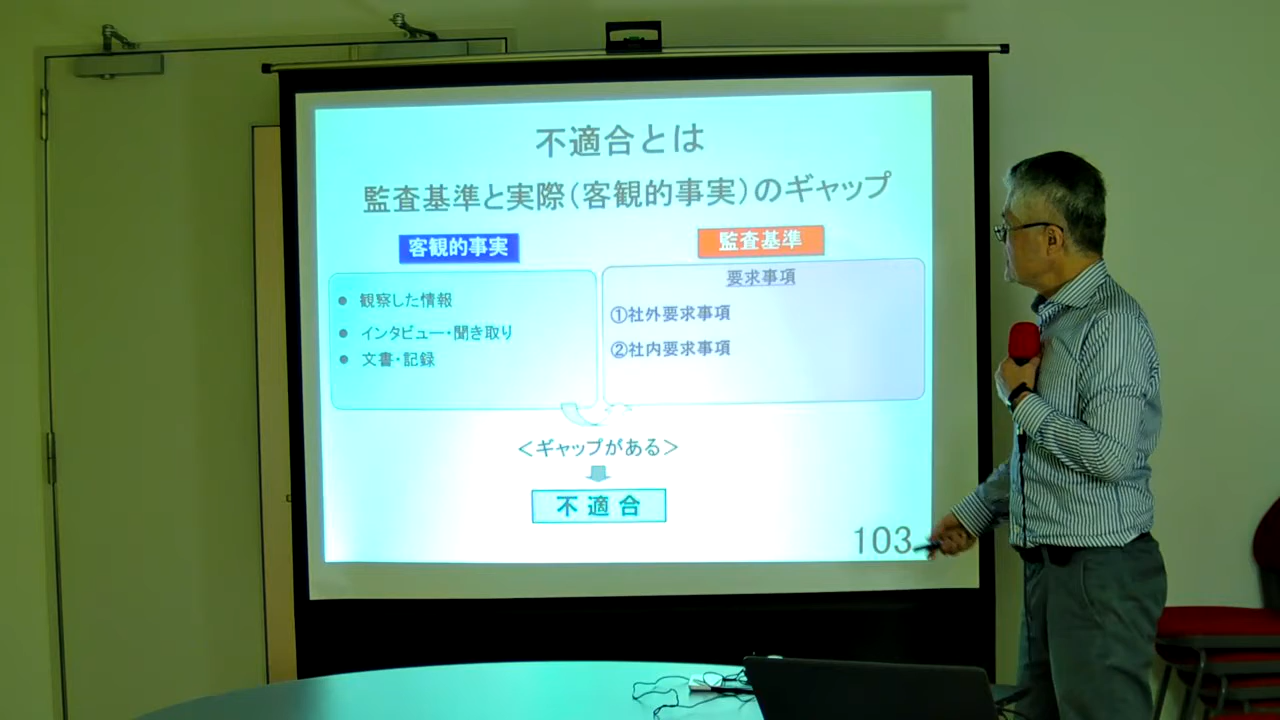 不適合とは
監査基準と実際(客観的事実)のギャップ
客観的事実
監査基準
● 観察した情報
● インタビュー・聞き取り
● 文書・記録
要求事項
①社外要求事項
②社内要求事項
＜ギャップがある＞
不適合
103